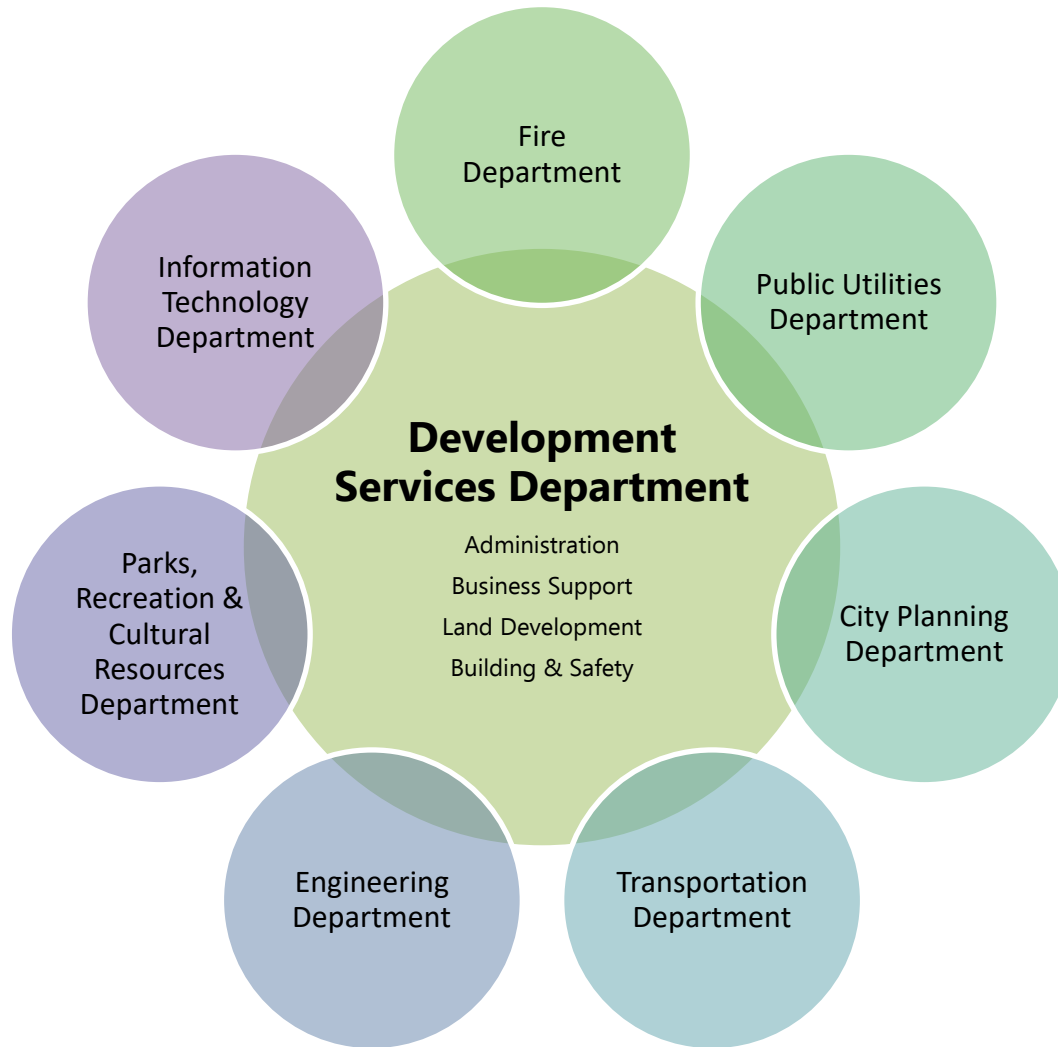 Fire
Department
Information
Technology
Department
Public Utilities
Department
Development
Services Department
Administration
Business Support
Land Development
Building & Safety
Parks,
Recreation &
Cultural
Resources
Department
City Planning
Department
Engineering
Department
Transportation
Department